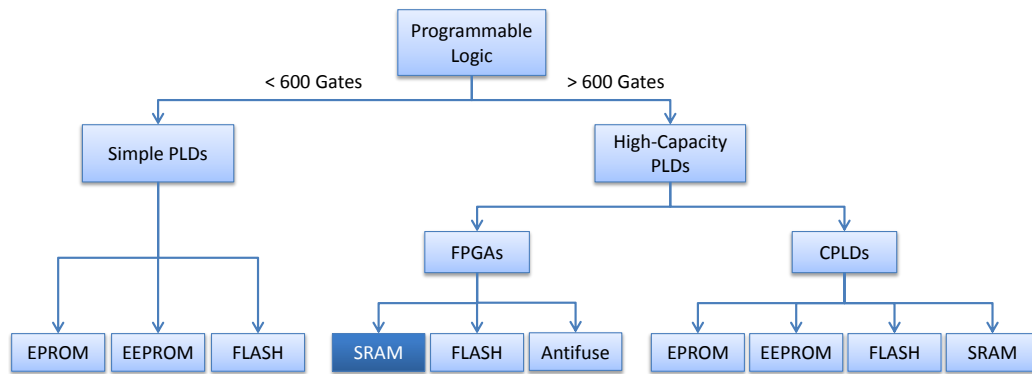 Programmable
Logic
< 600 Gates
> 600 Gates
Simple PLDs
High-Capacity
PLDs
FPGAs
CPLDs
EPROM
EEPROM
FLASH
SRAM
FLASH
Antifuse
EPROM
EEPROM
FLASH
SRAM